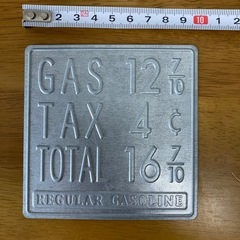 1 2 3 4 5 6 7 8 9 10 1
GAS 12 7/10
TAX 4 ¢
TOTAL 16 7/10
REGULAR GASOLINE